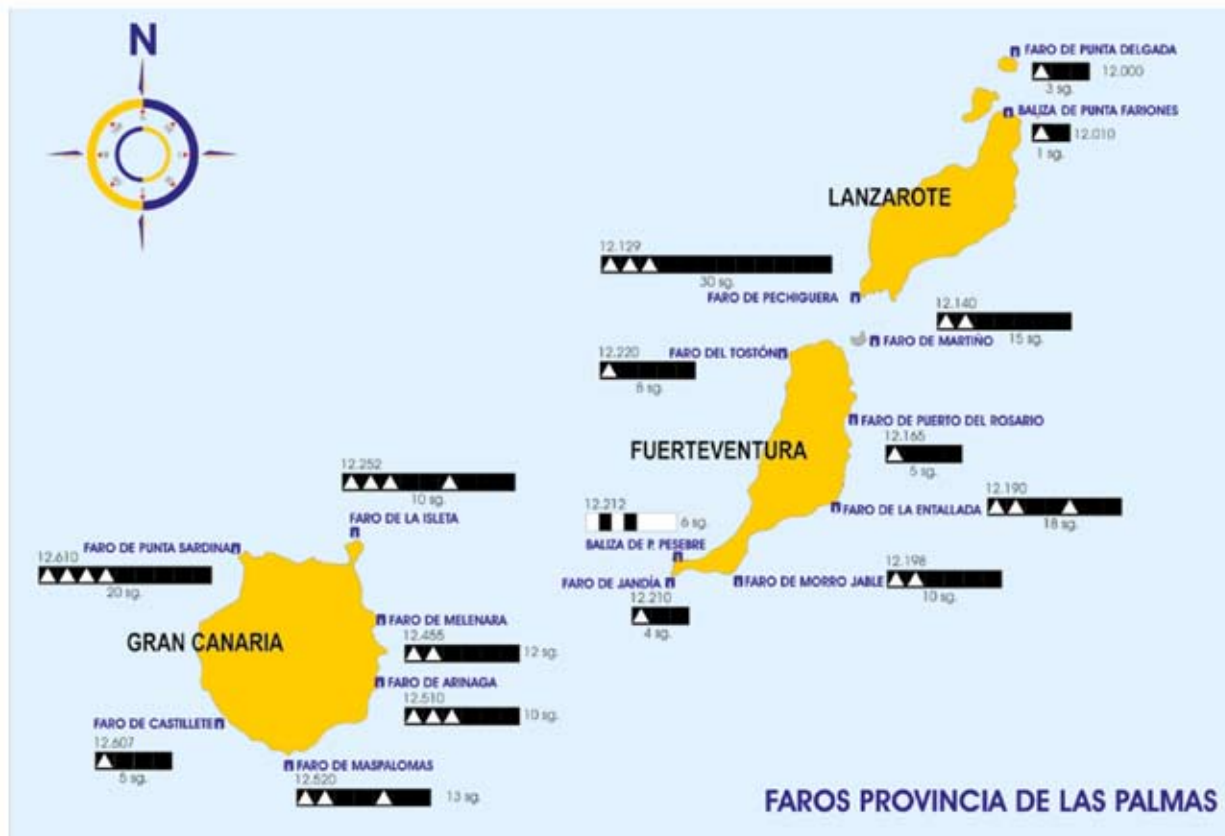 N
FARO DE PUNTA DELGADA
12.000
3 sg.
BALIZA DE PUNTA FARIONES
12.010
1 sg.
LANZAROTE
12.129
30 sg.
FARO DE PECHIGUERA
12.140
15 sg.
FARO DE MARTIÑO
FARO DEL TOSTÓN
12.220
8 sg.
FARO DE PUERTO DEL ROSARIO
12.165
5 sg.
FUERTEVENTURA
12.252
10 sg.
FARO DE LA ISLETA
12.212
6 sg.
BALIZA DE P. PESEBRE
FARO DE LA ENTALLADA
12.190
18 sg.
FARO DE PUNTA SARDINA
12.610
20 sg.
FARO DE JANDÍA
12.210
4 sg.
FARO DE MORRO JABLE
12.198
10 sg.
FARO DE MELENARA
12.455
12 sg.
GRAN CANARIA
FARO DE ARINAGA
12.510
10 sg.
FARO DE CASTILLETE
12.607
5 sg.
FARO DE MASPALOMAS
12.520
13 sg.
FAROS PROVINCIA DE LAS PALMAS